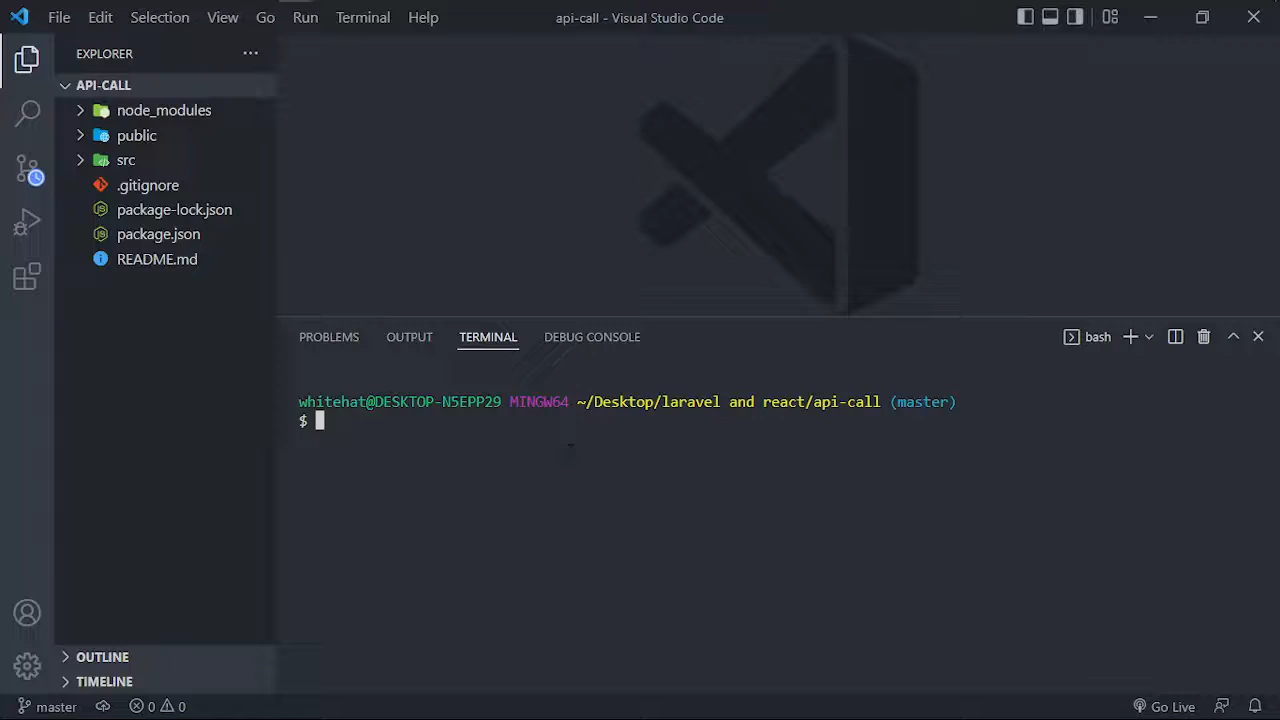 File Edit Selection View Go Run Terminal Help
api-call - Visual Studio Code
EXPLORER
API-CALL
node_modules
public
src
.gitignore
package-lock.json
package.json
README.md
PROBLEMS OUTPUT TERMINAL DEBUG CONSOLE
bash
whitehat@DESKTOP-N5EPP29 MINGW64 ~/Desktop/laravel and react/api-call (master)
$
OUTLINE
TIMELINE
master 0 0 Go Live